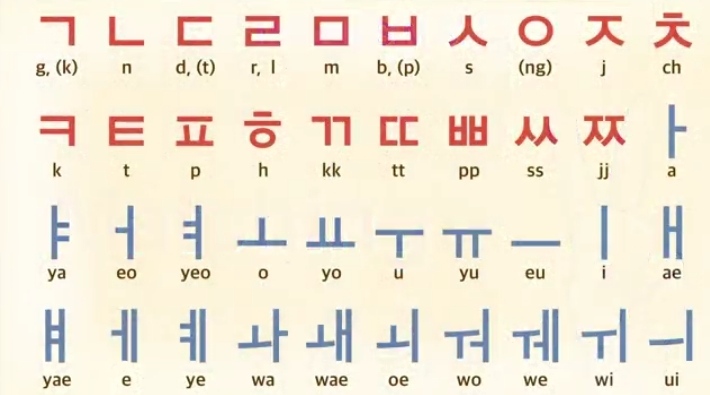 ㄱ ㄴ ㄷ ㄹ ㅁ ㅂ ㅅ ㅇ ㅈ ㅊ
g, (k) n d, (t) r, l m b, (p) s (ng) j ch
ㅋ ㅌ ㅍ ㅎ ㄲ ㄸ ㅃ ㅆ ㅉ ㅏ
k t p h kk tt pp ss jj a
ㅑ ㅓ ㅕ ㅗ ㅛ ㅜ ㅠ ㅡ ㅣ ㅐ
ya eo yeo o yo u yu eu i ae
ㅒ ㅔ ㅖ ㅘ ㅙ ㅚ ㅝ ㅞ ㅟ ㅢ
yae e ye wa wae oe wo we wi ui